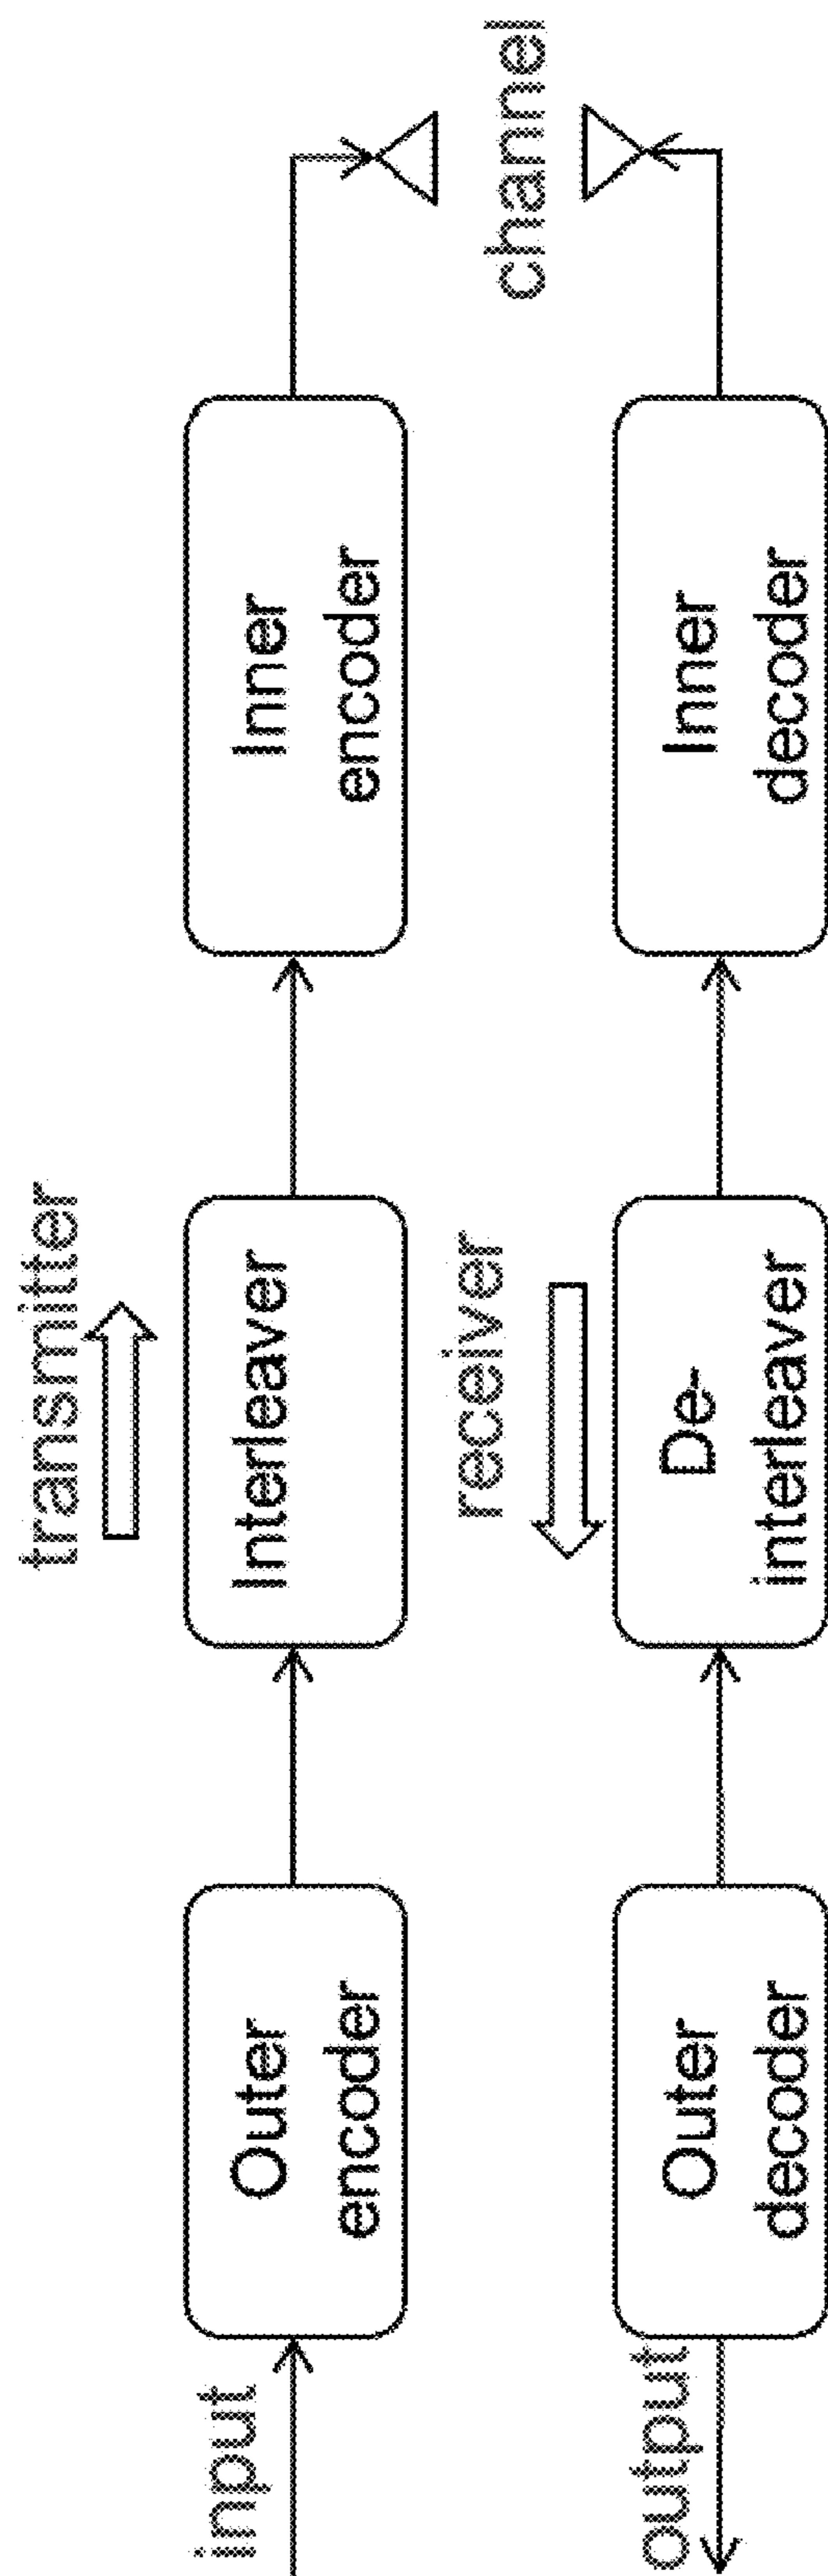 transmitter
input
Outer
encoder
Interleaver
Inner
encoder
channel
receiver
output
Outer
decoder
De-
interleaver
Inner
decoder